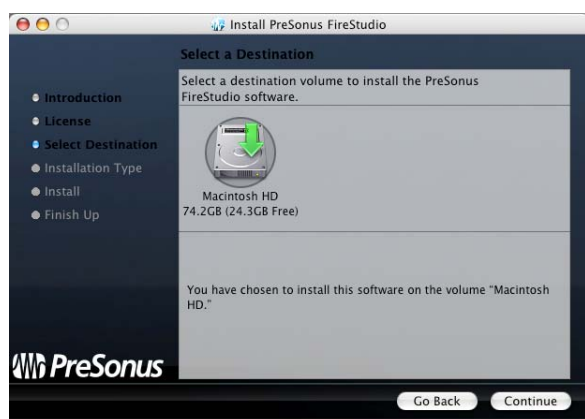 Install PreSonus FireStudio
Select a Destination
Introduction
License
Select Destination
Installation Type
Install
Finish Up
Select a destination volume to install the PreSonus
FireStudio software.
Macintosh HD
74.2GB (24.3GB Free)
You have chosen to install this software on the volume "Macintosh
HD."
PreSonus
Go Back
Continue